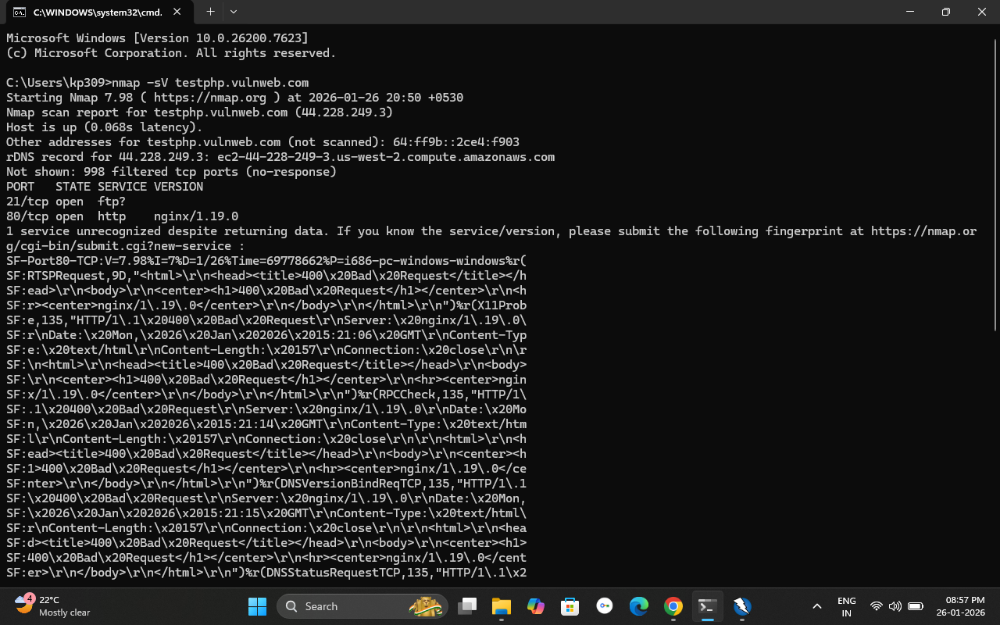 C:\WINDOWS\system32\cmd.
Microsoft Windows [Version 10.0.26200.7623]
(c) Microsoft Corporation. All rights reserved.
C:\Users\kp309>nmap -sV testphp.vulnweb.com
Starting Nmap 7.98 ( https://nmap.org ) at 2026-01-26 20:50 +0530
Nmap scan report for testphp.vulnweb.com (44.228.249.3)
Host is up (0.068s latency).
Other addresses for testphp.vulnweb.com (not scanned): 64:ff9b::2ce4:f903
rDNS record for 44.228.249.3: ec2-44-228-249-3.us-west-2.compute.amazonaws.com
Not shown: 998 filtered tcp ports (no-response)
PORT   STATE SERVICE VERSION
21/tcp open  ftp?
80/tcp open  http    nginx/1.19.0
1 service unrecognized despite returning data. If you know the service/version, please submit the following fingerprint at https://nmap.or
g/cgi-bin/submit.cgi?new-service :
SF-Port80-TCP:V=7.98%I=7%D=1/26%Time=69778662%P=i686-pc-windows-windows%r(
SF:RTSPRequest,9D,"<html>\r\n<head><title>400\x20Bad\x20Request</title></h
SF:ead>\r\n<body>\r\n<center><h1>400\x20Bad\x20Request</h1></center>\r\n<h
SF:r><center>nginx/1\.19\.0</center>\r\n</body>\r\n</html>\r\n")%r(X11Prob
SF:e,135,"HTTP/1\.1\x20400\x20Bad\x20Request\r\nServer:\x20nginx/1\.19\.0\
SF:r\nDate:\x20Mon,\x2026\x20Jan\x202026\x2015:21:06\x20GMT\r\nContent-Typ
SF:e:\x20text/html\r\nContent-Length:\x20157\r\nConnection:\x20close\r\n\r
SF:\n<html>\r\n<head><title>400\x20Bad\x20Request</title></head>\r\n<body>
SF:\r\n<center><h1>400\x20Bad\x20Request</h1></center>\r\n<hr><center>ngin
SF:x/1\.19\.0</center>\r\n</body>\r\n</html>\r\n")%r(RPCCheck,135,"HTTP/1\
SF:.1\x20400\x20Bad\x20Request\r\nServer:\x20nginx/1\.19\.0\r\nDate:\x20Mo
SF:n,\x2026\x20Jan\x202026\x2015:21:14\x20GMT\r\nContent-Type:\x20text/htm
SF:l\r\nContent-Length:\x20157\r\nConnection:\x20close\r\n\r\n<html>\r\n<h
SF:ead><title>400\x20Bad\x20Request</title></head>\r\n<body>\r\n<center><h
SF:1>400\x20Bad\x20Request</h1></center>\r\n<hr><center>nginx/1\.19\.0</ce
SF:nter>\r\n</body>\r\n</html>\r\n")%r(DNSVersionBindReqTCP,135,"HTTP/1\.1
SF:\x20400\x20Bad\x20Request\r\nServer:\x20nginx/1\.19\.0\r\nDate:\x20Mon,
SF:\x2026\x20Jan\x202026\x2015:21:15\x20GMT\r\nContent-Type:\x20text/html\
SF:r\nContent-Length:\x20157\r\nConnection:\x20close\r\n\r\n<html>\r\n<hea
SF:d><title>400\x20Bad\x20Request</title></head>\r\n<body>\r\n<center><h1>
SF:400\x20Bad\x20Request</h1></center>\r\n<hr><center>nginx/1\.19\.0</cent
SF:er>\r\n</body>\r\n</html>\r\n")%r(DNSStatusRequestTCP,135,"HTTP/1\.1\x2
4
22°C
Mostly clear
Search
ENG
IN
08:57 PM
26-01-2026